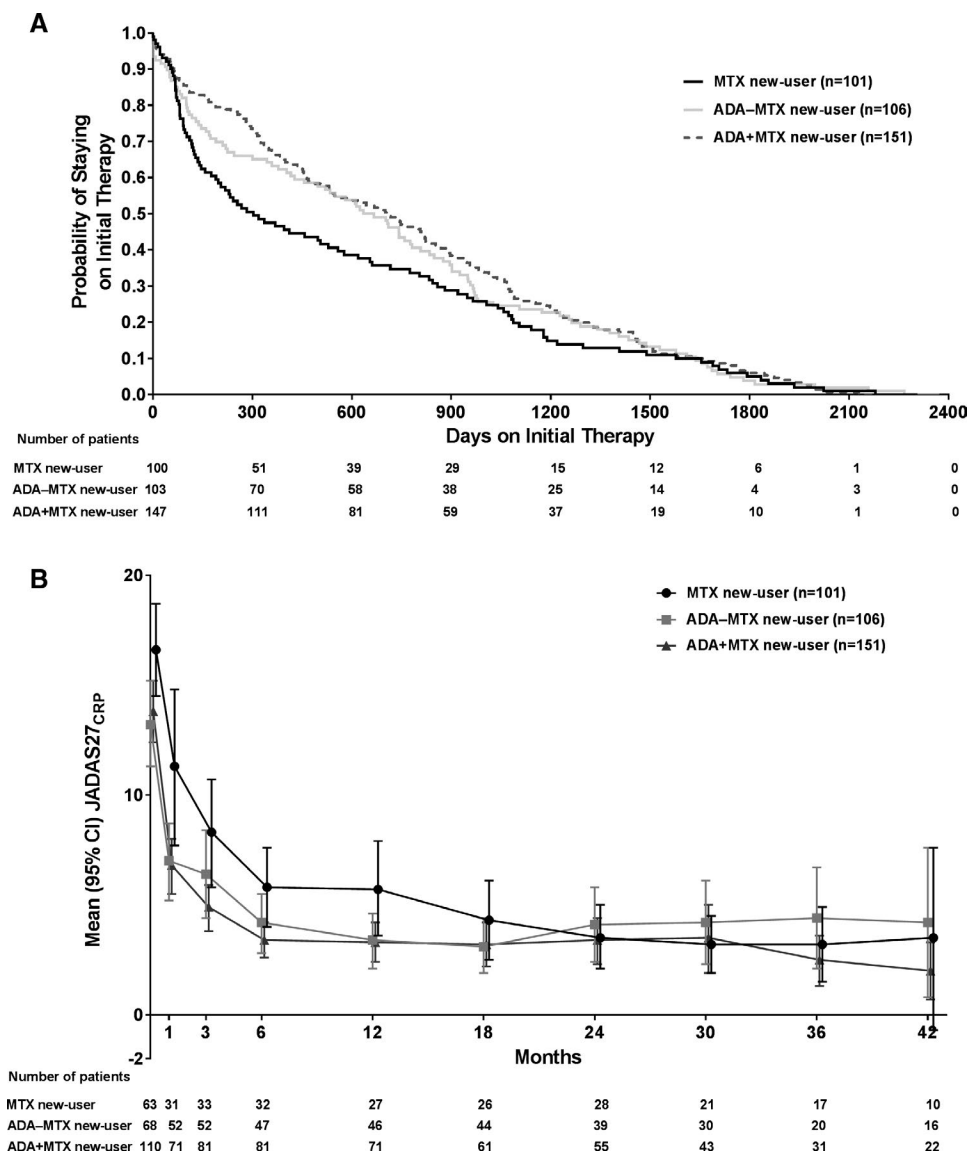 A
Probability of Staying
on Initial Therapy
1.0
0.9
0.8
0.7
0.6
0.5
0.4
0.3
0.2
0.1
0.0
MTX new-user (n=101)
ADA–MTX new-user (n=106)
ADA+MTX new-user (n=151)
0 300 600 900 1200 1500 1800 2100 2400
Days on Initial Therapy
Number of patients
MTX new-user 100 51 39 29 15 12 6 1 0
ADA–MTX new-user 103 70 58 38 25 14 4 3 0
ADA+MTX new-user 147 111 81 59 37 19 10 1 0
B
Mean (95% CI) JADAS27CRP
20
10
0
-2
MTX new-user (n=101)
ADA–MTX new-user (n=106)
ADA+MTX new-user (n=151)
1 3 6 12 18 24 30 36 42
Months
Number of patients
MTX new-user 63 31 33 32 27 26 28 21 17 10
ADA–MTX new-user 68 52 52 47 46 44 39 30 20 16
ADA+MTX new-user 110 71 81 81 71 61 55 43 31 22